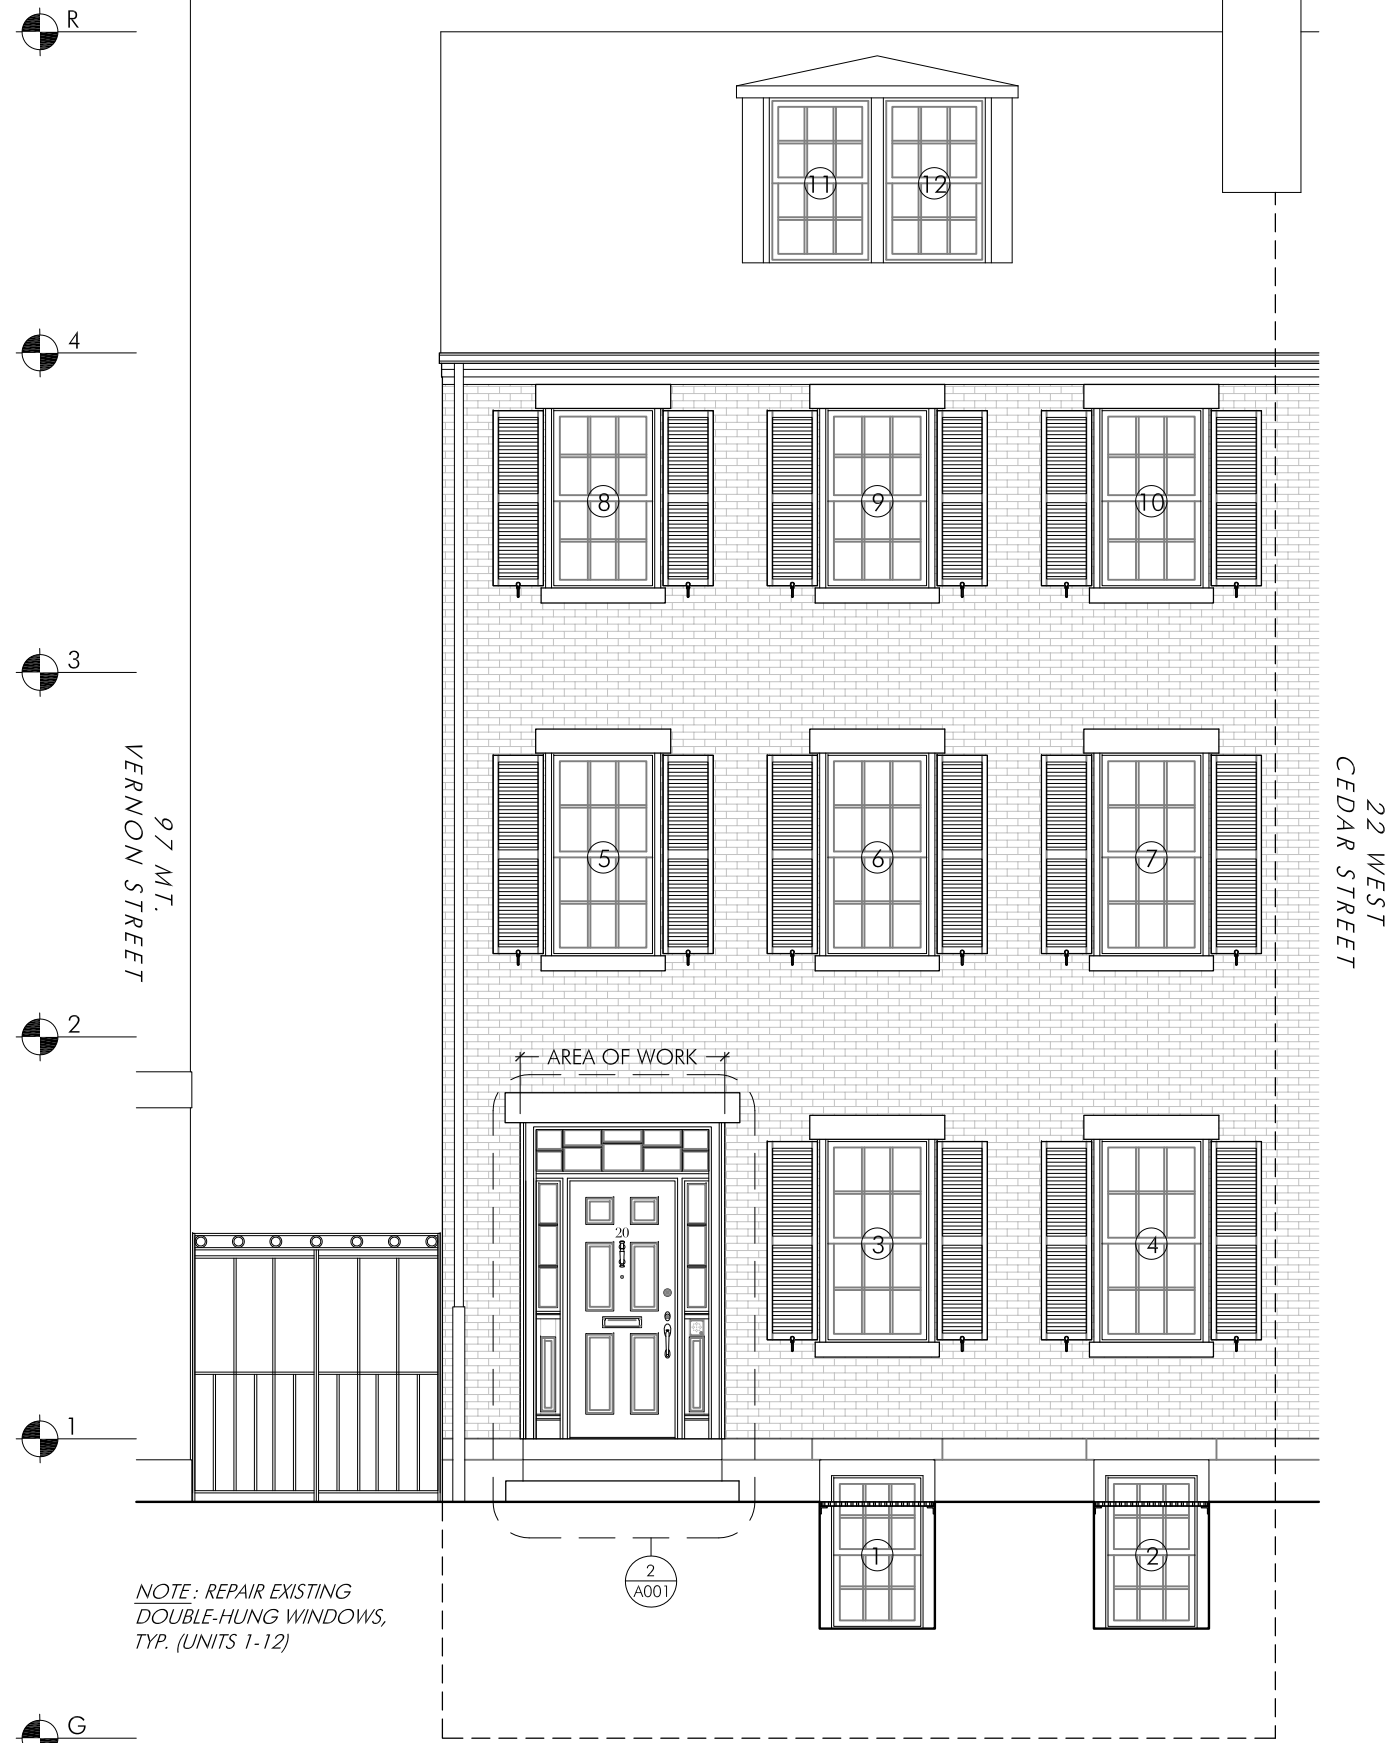 R
11
12
4
8
9
10
3
97 MT.
VERNON STREET
22 WEST
CEDAR STREET
5
6
7
2
AREA OF WORK
20
3
4
1
1
2
2
A001
NOTE: REPAIR EXISTING
DOUBLE-HUNG WINDOWS,
TYP. (UNITS 1-12)
G